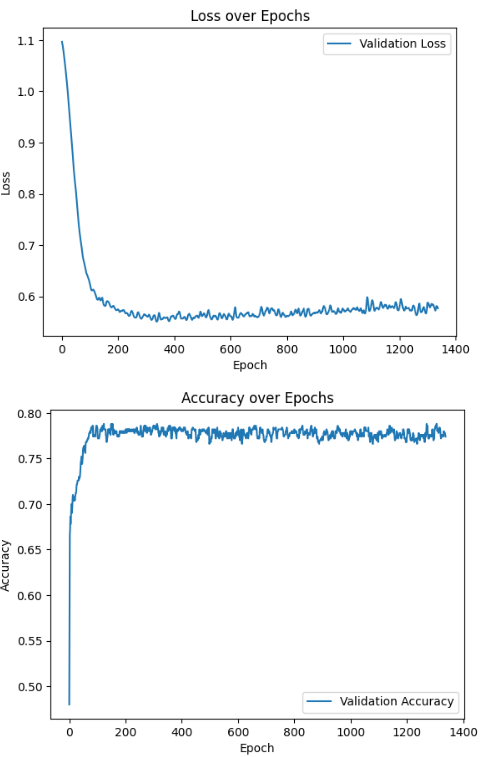 Loss over Epochs
1.1
1.0
0.9
0.8
0.7
0.6
Loss
Validation Loss
0 200 400 600 800 1000 1200 1400
Epoch
Accuracy over Epochs
0.80
0.75
0.70
0.65
0.60
0.55
0.50
Accuracy
Validation Accuracy
0 200 400 600 800 1000 1200 1400
Epoch